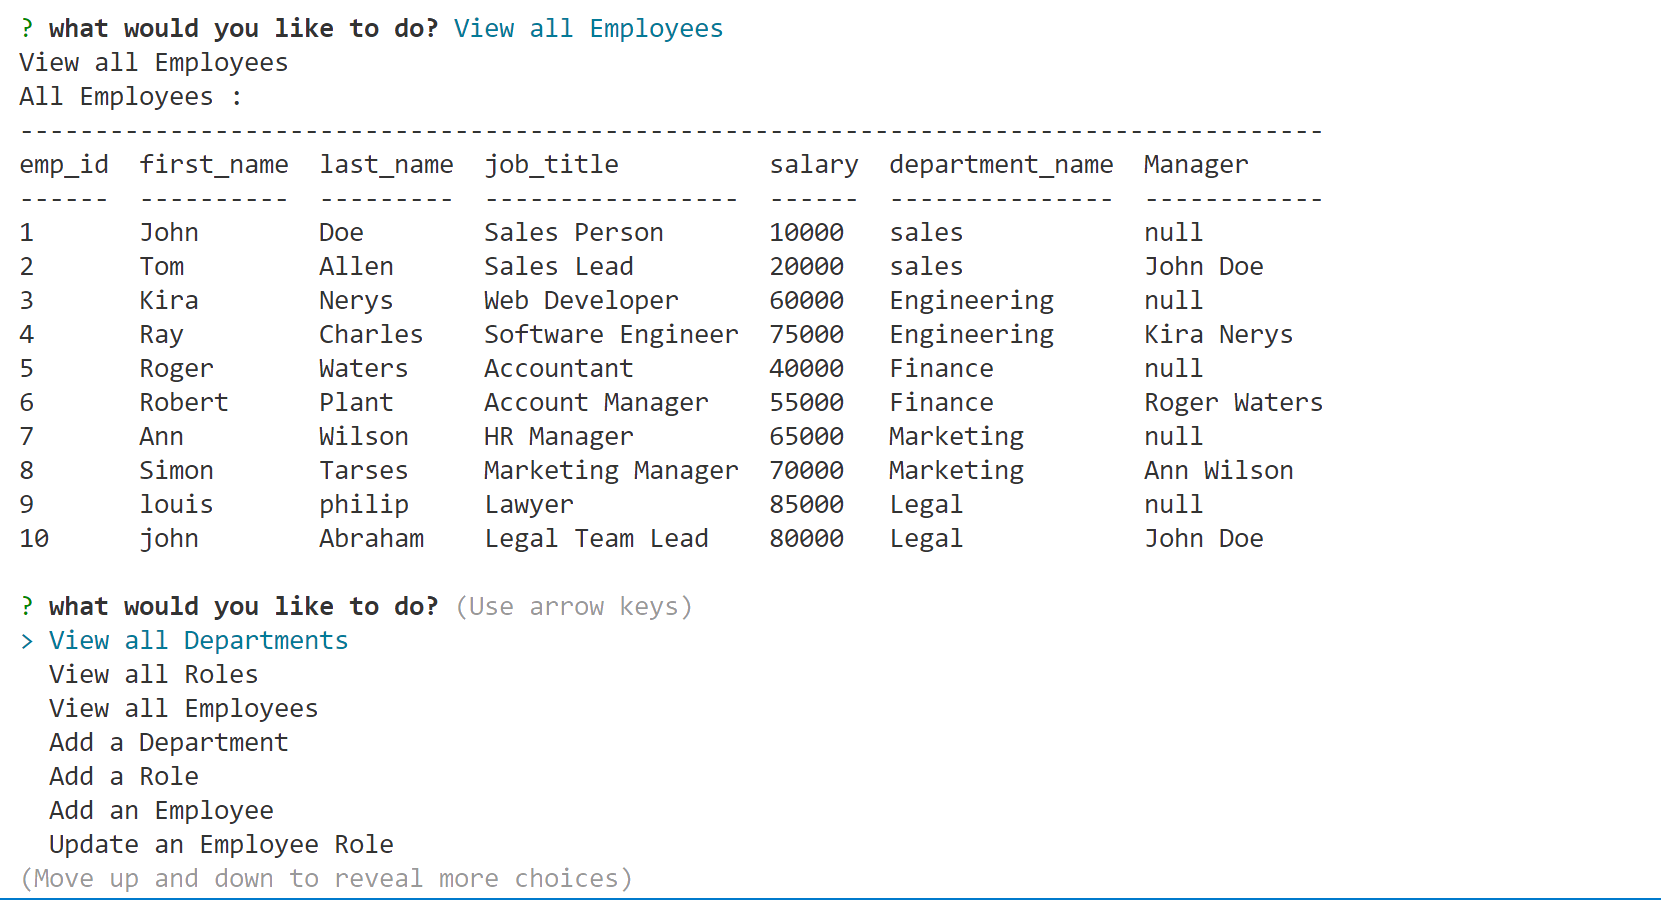 ? what would you like to do? View all Employees
View all Employees
All Employees :
---------------------------------------------------------------------------------------
emp_id  first_name  last_name  job_title          salary  department_name  Manager
------  ----------  ---------  -----------------  ------  ---------------  ------------
1       John        Doe        Sales Person       10000   sales            null
2       Tom         Allen      Sales Lead         20000   sales            John Doe
3       Kira        Nerys      Web Developer      60000   Engineering      null
4       Ray         Charles    Software Engineer  75000   Engineering      Kira Nerys
5       Roger       Waters     Accountant         40000   Finance          null
6       Robert      Plant      Account Manager    55000   Finance          Roger Waters
7       Ann         Wilson     HR Manager         65000   Marketing        null
8       Simon       Tarses     Marketing Manager  70000   Marketing        Ann Wilson
9       louis       philip     Lawyer             85000   Legal            null
10      john        Abraham    Legal Team Lead    80000   Legal            John Doe

? what would you like to do? (Use arrow keys)
> View all Departments
  View all Roles
  View all Employees
  Add a Department
  Add a Role
  Add an Employee
  Update an Employee Role
(Move up and down to reveal more choices)